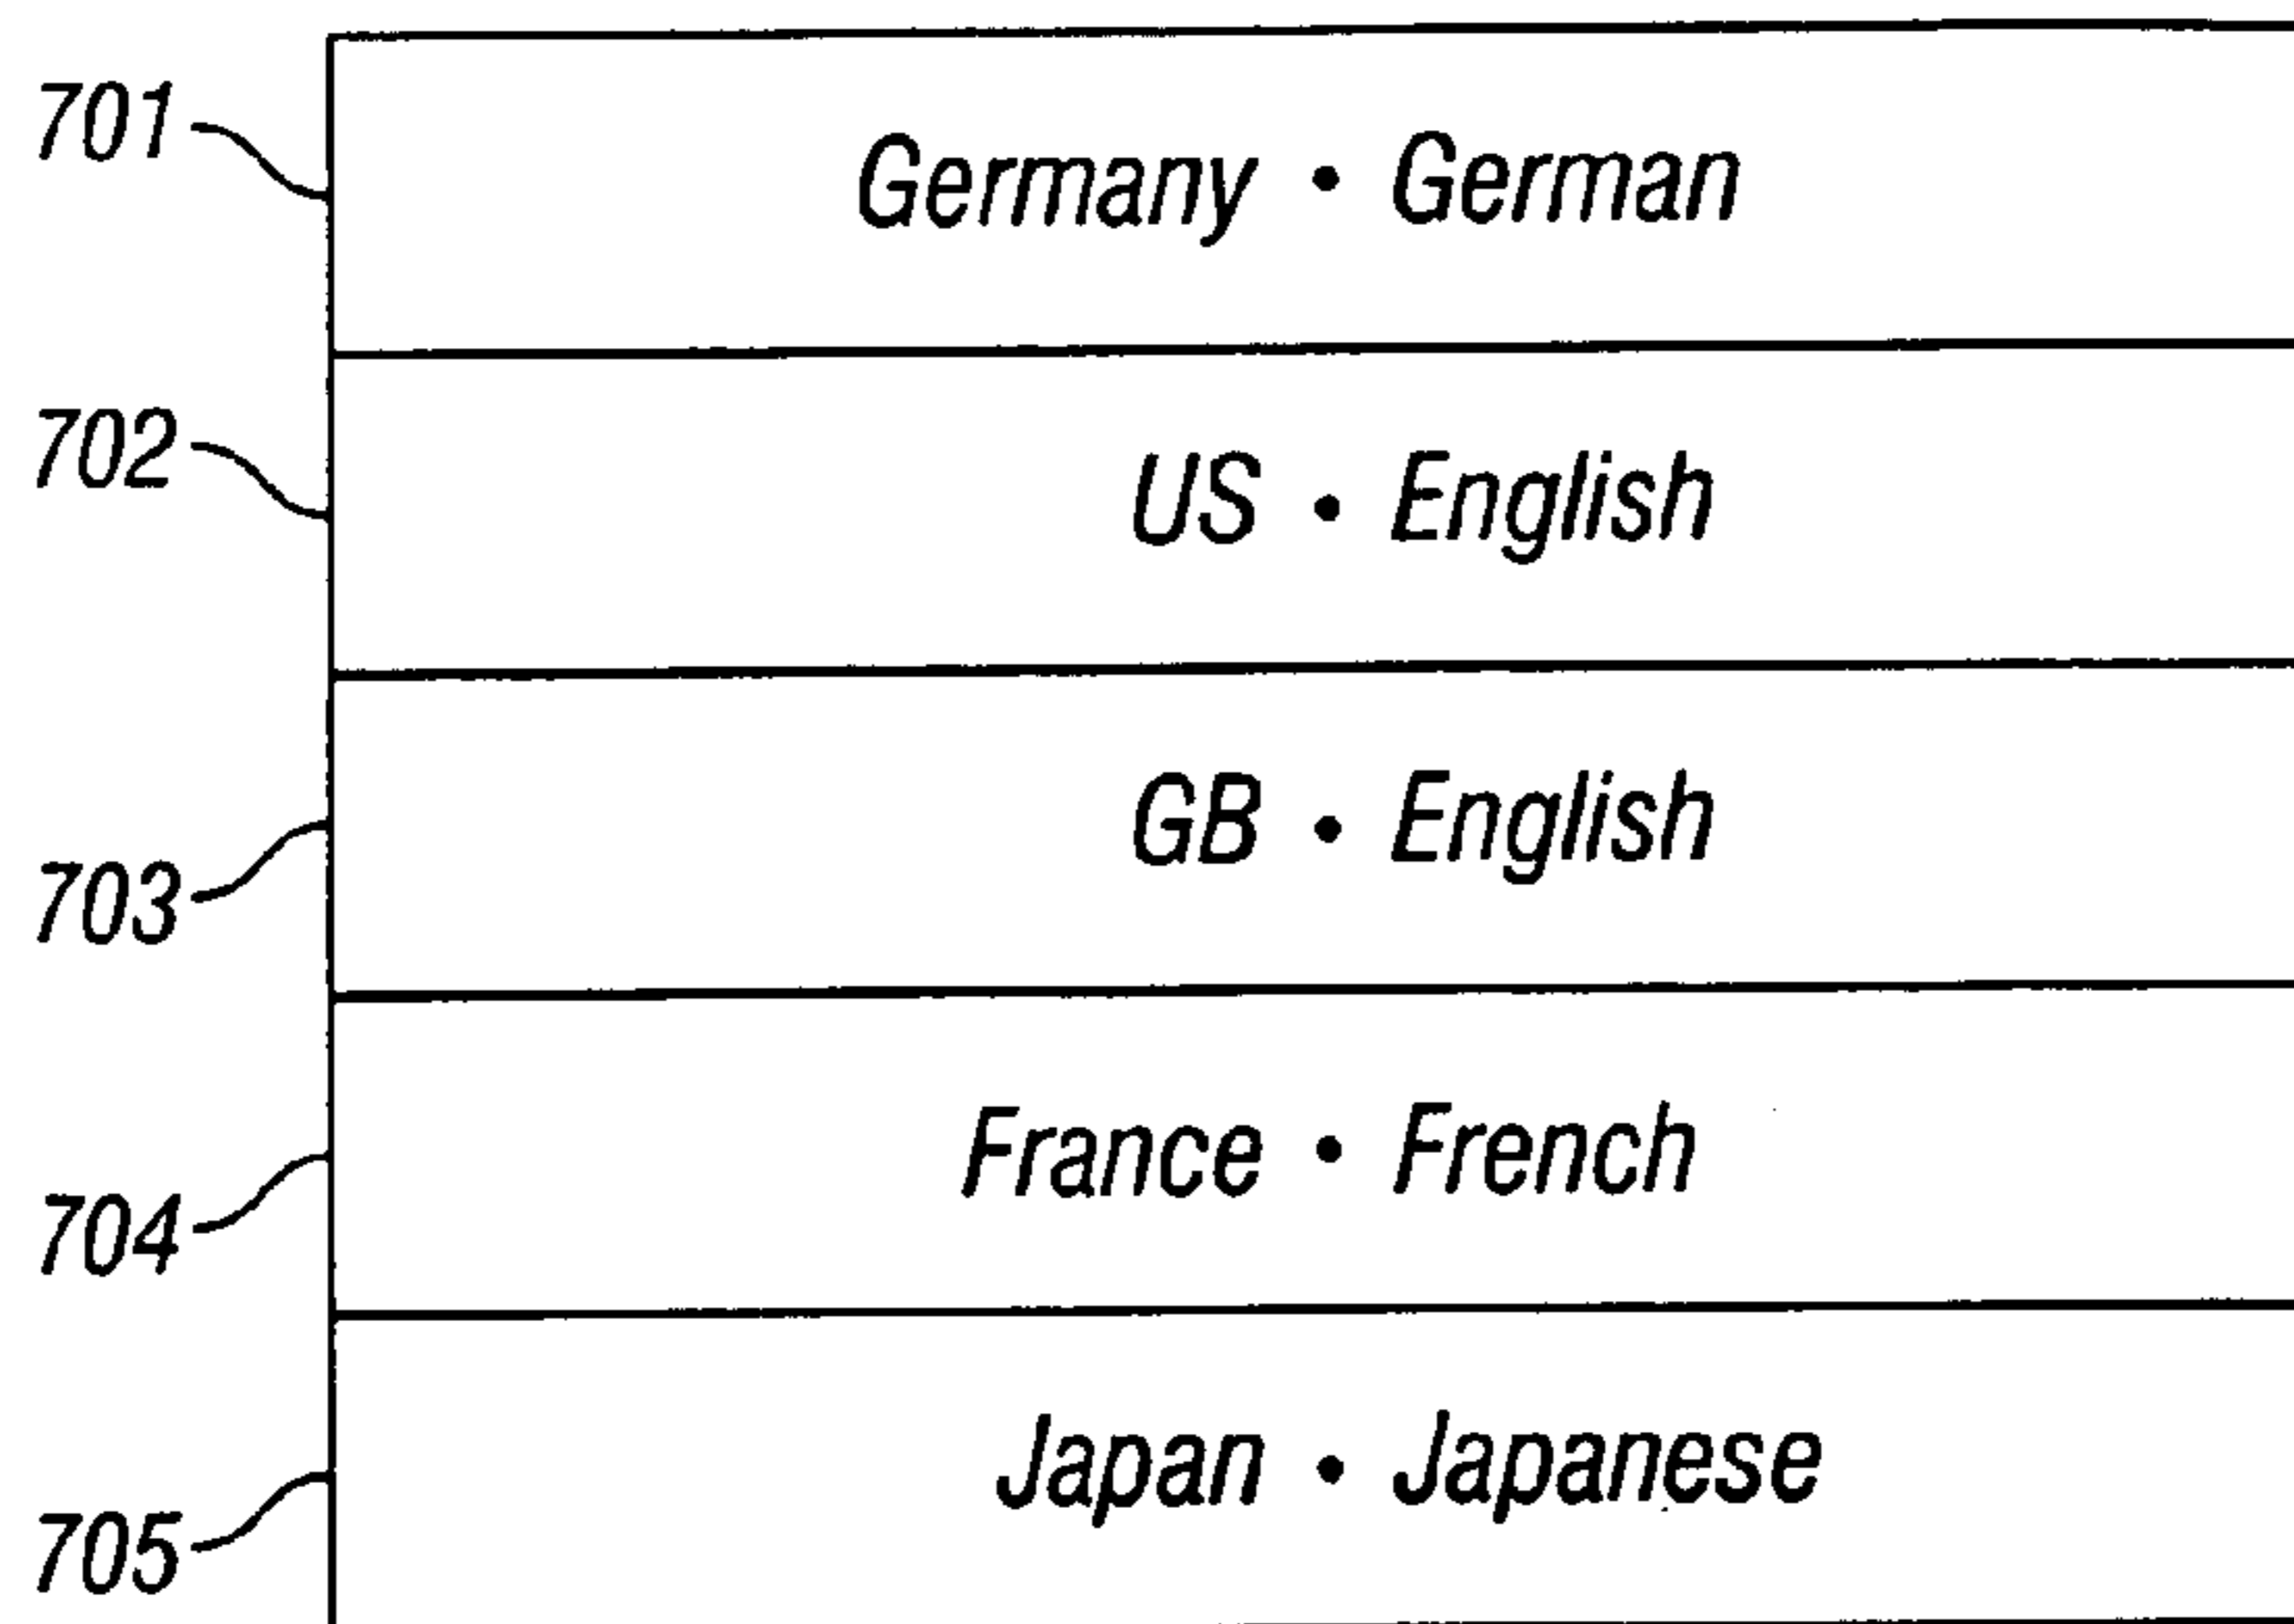 701 Germany • German
702 US • English
703 GB • English
704 France • French
705 Japan • Japanese